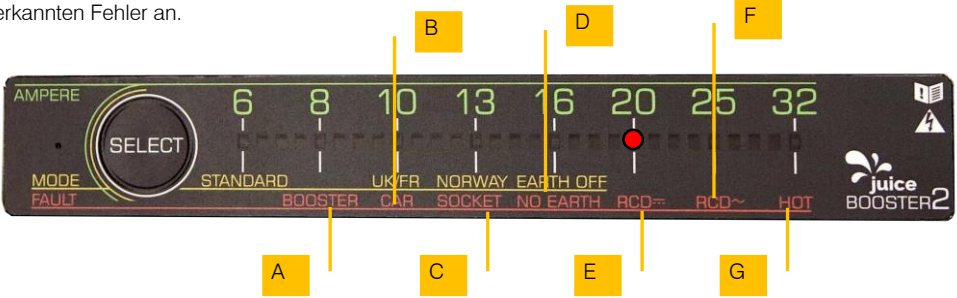 erkannten Fehler an.
B D F
AMPERE 6 8 10 13 16 20 25 32
SELECT
MODE STANDARD UK/FR NORWAY EARTH OFF
FAULT BOOSTER CAR SOCKET NO EARTH RCD⎓ RCD~ HOT
juice
BOOSTER2
A C E G